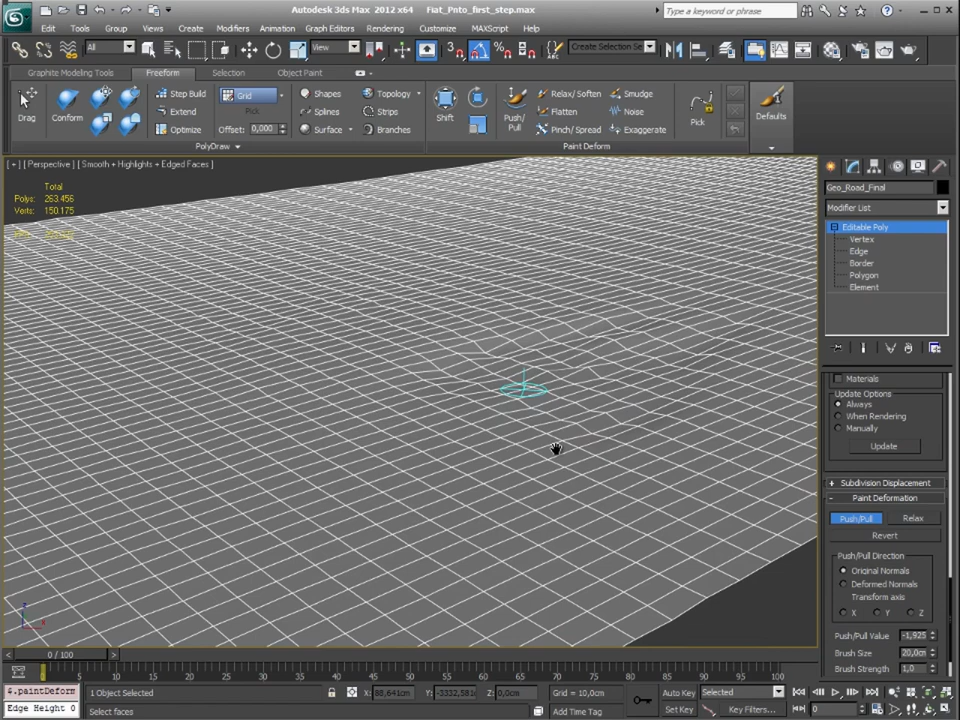 Autodesk 3ds Max 2012 x64 Fiat_Pnto_first_step.max
Type a keyword or phrase
Edit Tools Group Views Create Modifiers Animation Graph Editors Rendering Customize MAXScript Help
All View 3 Create Selection Se
Graphite Modeling Tools Freeform Selection Object Paint
Drag Conform Step Build Grid Shapes Topology Shift Push/Pull Relax/Soften Smudge Pick Defaults
Extend Pick Splines Strips Flatten Noise
Optimize Offset: 0,000 Surface Branches Pinch/Spread Exaggerate
PolyDraw Paint Deform
[ + ] [ Perspective ] [ Smooth + Highlights + Edged Faces ]
Total
Polys: 263.456
Verts: 150.175
Geo_Road_Final
Modifier List
Editable Poly
Vertex
Edge
Border
Polygon
Element
Materials
Update Options
Always
When Rendering
Manually
Update
+ Subdivision Displacement
- Paint Deformation
Push/Pull Relax
Revert
Push/Pull Direction
Original Normals
Deformed Normals
Transform axis
X Y Z
Push/Pull Value -1,925
Brush Size 20,0cm
Brush Strength 1,0
0 / 100
0 5 10 15 20 25 30 35 40 45 50 55 60 65 70 75 80 85 90 95 100
4.paintDeform 1 Object Selected X: 88,641cm Y: -3332,581 Z: 0,0cm Grid = 10,0cm Auto Key Selected
Edge Height 0 Select faces Add Time Tag Set Key Key Filters... 0